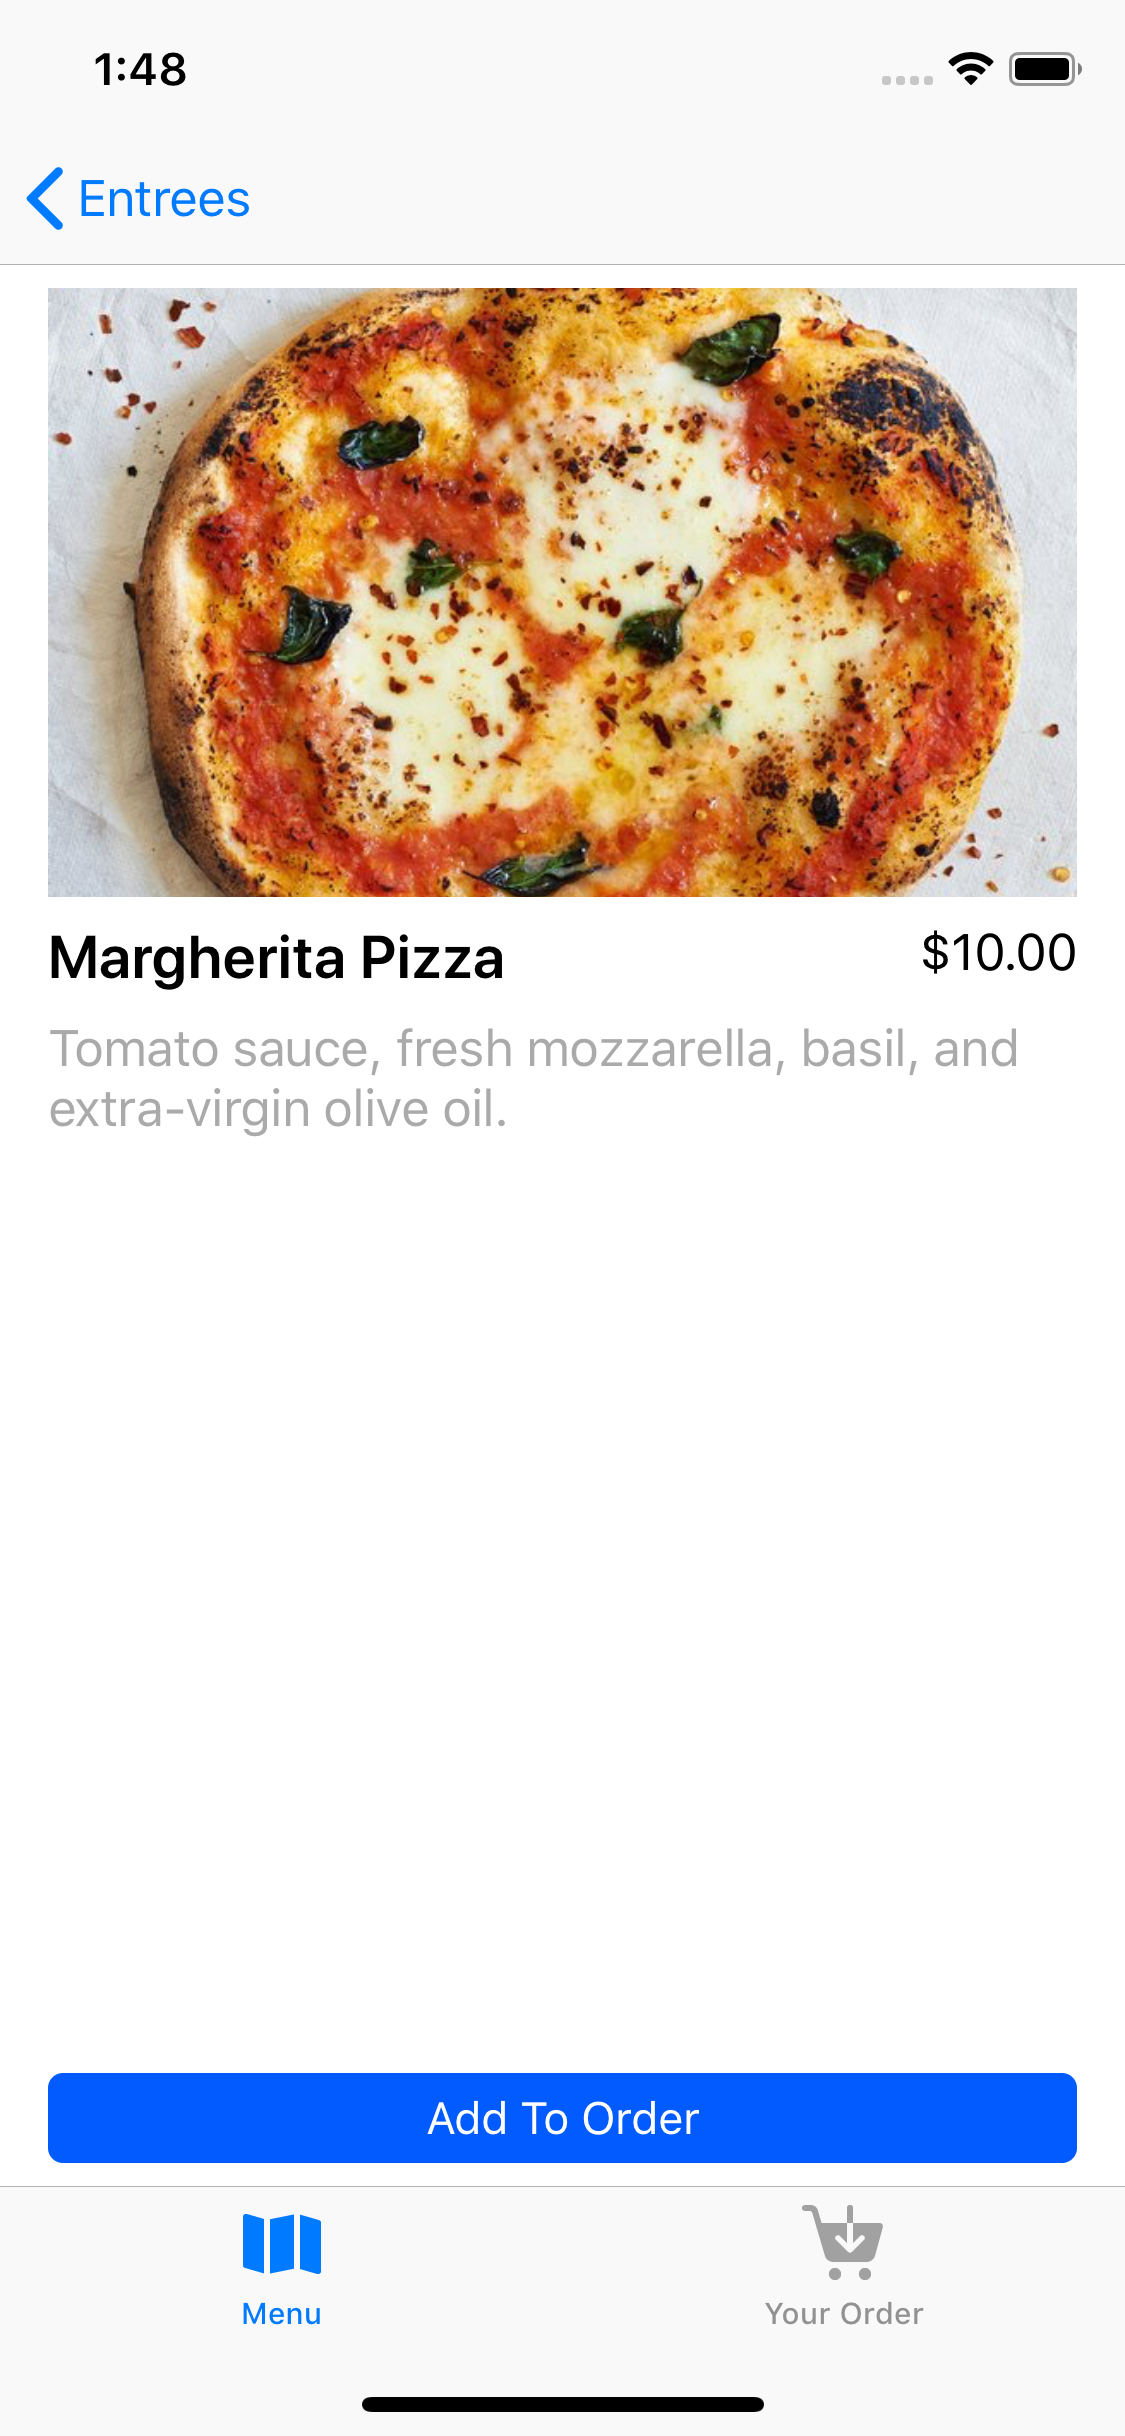 1:48
Entrees
Margherita Pizza
$10.00
Tomato sauce, fresh mozzarella, basil, and
extra-virgin olive oil.
Add To Order
Menu
Your Order